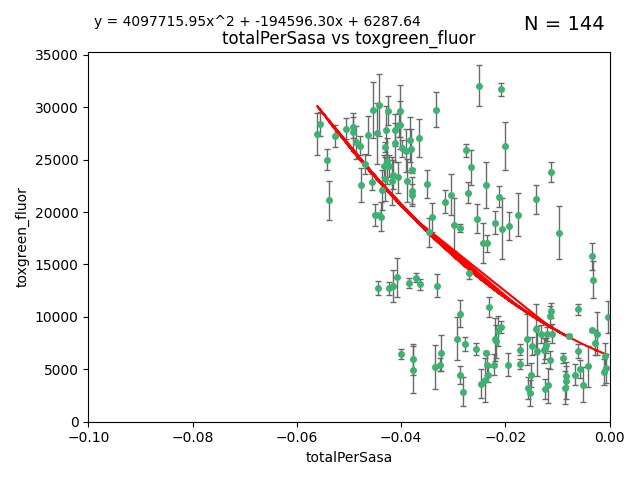 y = 4097715.95x^2 + -194596.30x + 6287.64
N = 144
totalPerSasa vs toxgreen_fluor
35000
30000
25000
20000
15000
10000
5000
0
toxgreen_fluor
−0.10
−0.08
−0.06
−0.04
−0.02
0.00
totalPerSasa